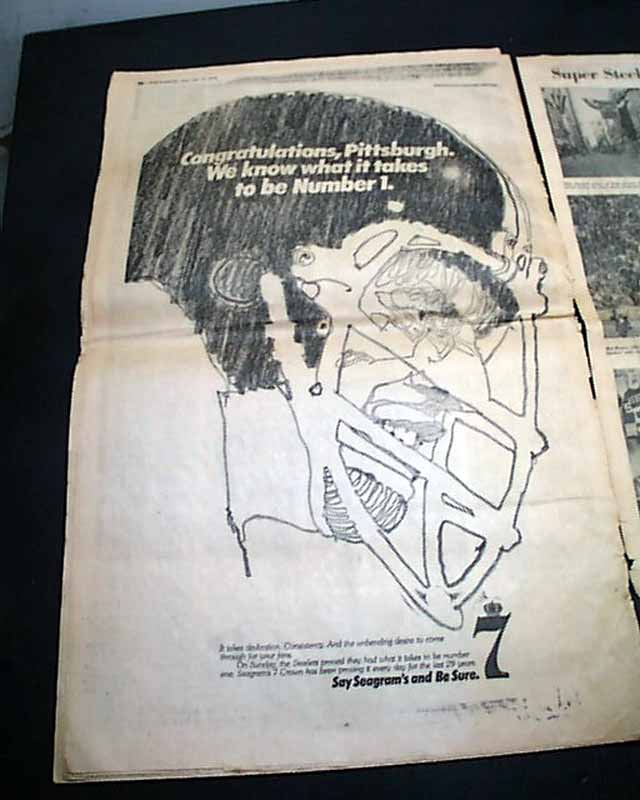 Super Steel
Congratulations, Pittsburgh.
We know what it takes
to be Number 1.
It takes dedication. Consistency. And the unbending desire to come
through for your fans.
On Sunday, the Steelers proved they had what it takes to be number
one. Seagram's 7 Crown has been proving it every day for the last 29 years.
Say Seagram's and Be Sure.
7